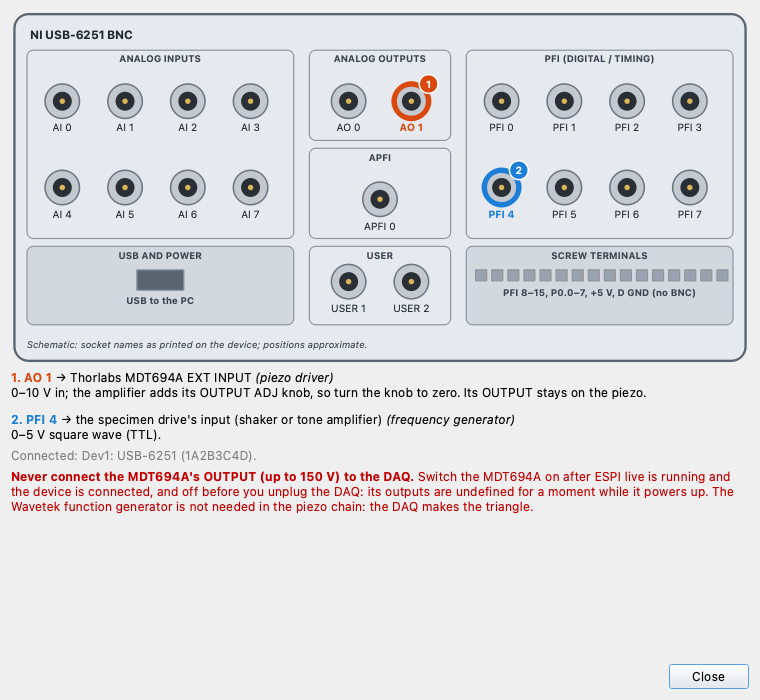 NI USB-6251 BNC
ANALOG INPUTS
AI 0 AI 1 AI 2 AI 3
AI 4 AI 5 AI 6 AI 7
ANALOG OUTPUTS
1
AO 0 AO 1
APFI
APFI 0
PFI (DIGITAL / TIMING)
PFI 0 PFI 1 PFI 2 PFI 3
2
PFI 4 PFI 5 PFI 6 PFI 7
USB AND POWER
USB to the PC
USER
USER 1 USER 2
SCREW TERMINALS
PFI 8–15, P0.0–7, +5 V, D GND (no BNC)
Schematic: socket names as printed on the device; positions approximate.
1. AO 1 → Thorlabs MDT694A EXT INPUT (piezo driver)
0–10 V in; the amplifier adds its OUTPUT ADJ knob, so turn the knob to zero. Its OUTPUT stays on the piezo.
2. PFI 4 → the specimen drive's input (shaker or tone amplifier) (frequency generator)
0–5 V square wave (TTL).
Connected: Dev1: USB-6251 (1A2B3C4D).
Never connect the MDT694A's OUTPUT (up to 150 V) to the DAQ. Switch the MDT694A on after ESPI live is running and
the device is connected, and off before you unplug the DAQ: its outputs are undefined for a moment while it powers up. The
Wavetek function generator is not needed in the piezo chain: the DAQ makes the triangle.
Close